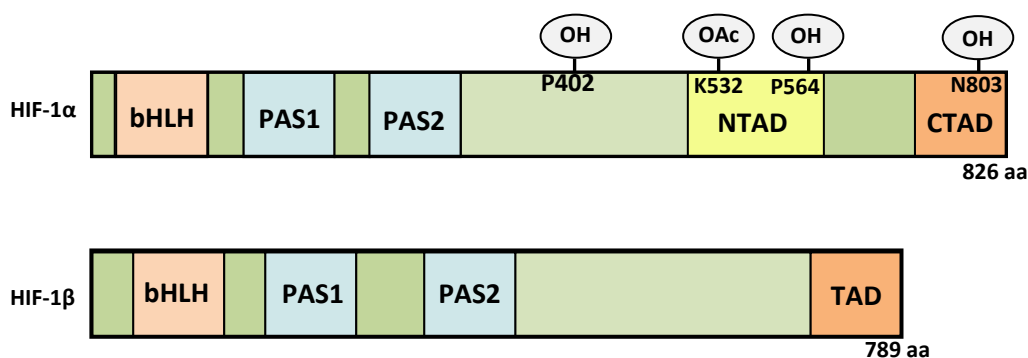 OH OAc OH OH
P402 K532 P564 N803
HIF-1α bHLH PAS1 PAS2 NTAD CTAD
826 aa
HIF-1β bHLH PAS1 PAS2 TAD
789 aa